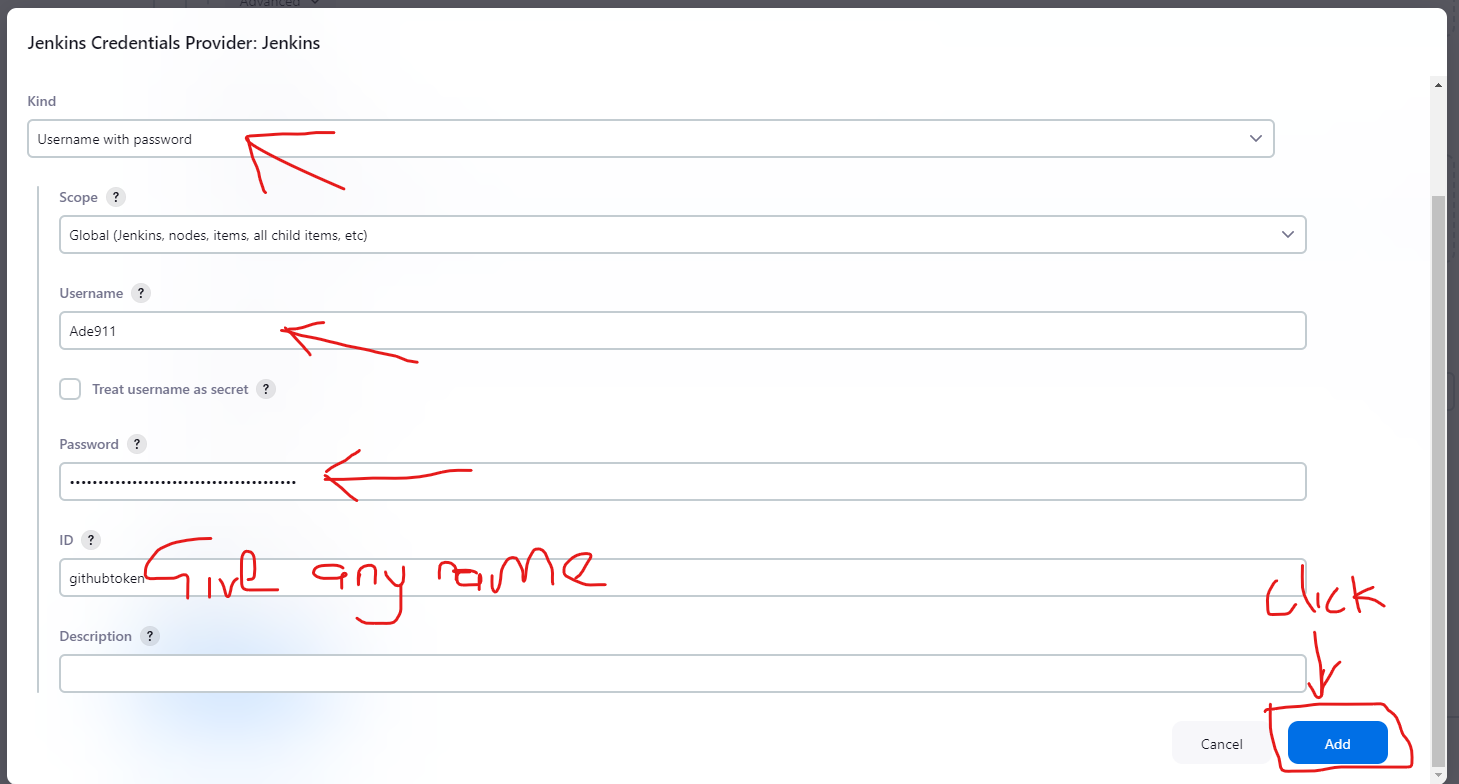 Advanced
Jenkins Credentials Provider: Jenkins
Kind
Username with password
Scope ?
Global (Jenkins, nodes, items, all child items, etc)
Username ?
Ade911
Treat username as secret ?
Password ?
••••••••••••••••••••••••••••••••••••••••
ID ?
githubtoken
Give any name
Description ?
click
Cancel
Add